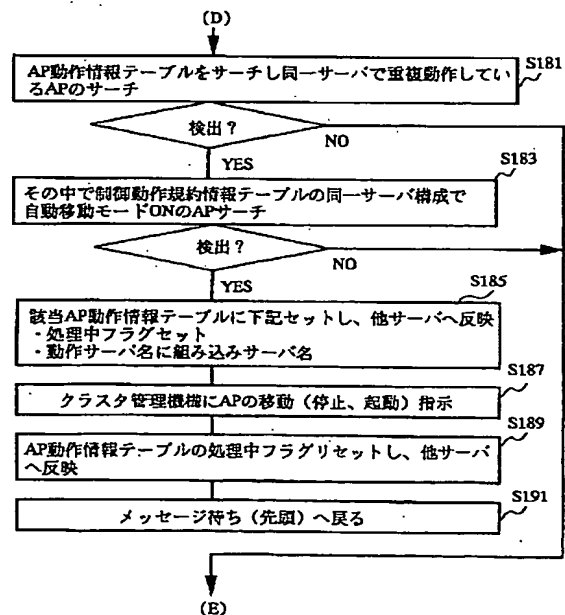 (D)
S181
AP動作情報テーブルをサーチし同一サーバで重複動作してい
るAPのサーチ
検出?
NO
YES
S183
その中で制御動作規約情報テーブルの同一サーバ構成で
自動移動モードONのAPサーチ
検出?
NO
YES
S185
該当AP動作情報テーブルに下記セットし、他サーバへ反映
・処理中フラグセット
・動作サーバ名に組み込みサーバ名
S187
クラスタ管理機構にAPの移動(停止、起動)指示
S189
AP動作情報テーブルの処理中フラグリセットし、他サーバ
へ反映
S191
メッセージ待ち(先頭)へ戻る
(E)